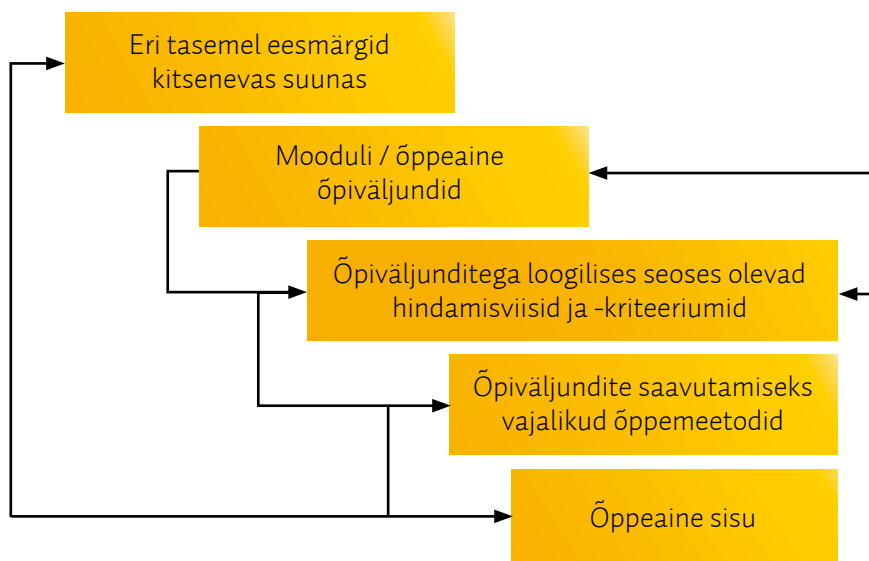 Eri tasemel eesmärgid
kitsenevas suunas
Mooduli / õppeaine
õpiväljundid
Õpiväljunditega loogilises seoses olevad
hindamisviisid ja -kriteeriumid
Õpiväljundite saavutamiseks
vajalikud õppemeetodid
Õppeaine sisu